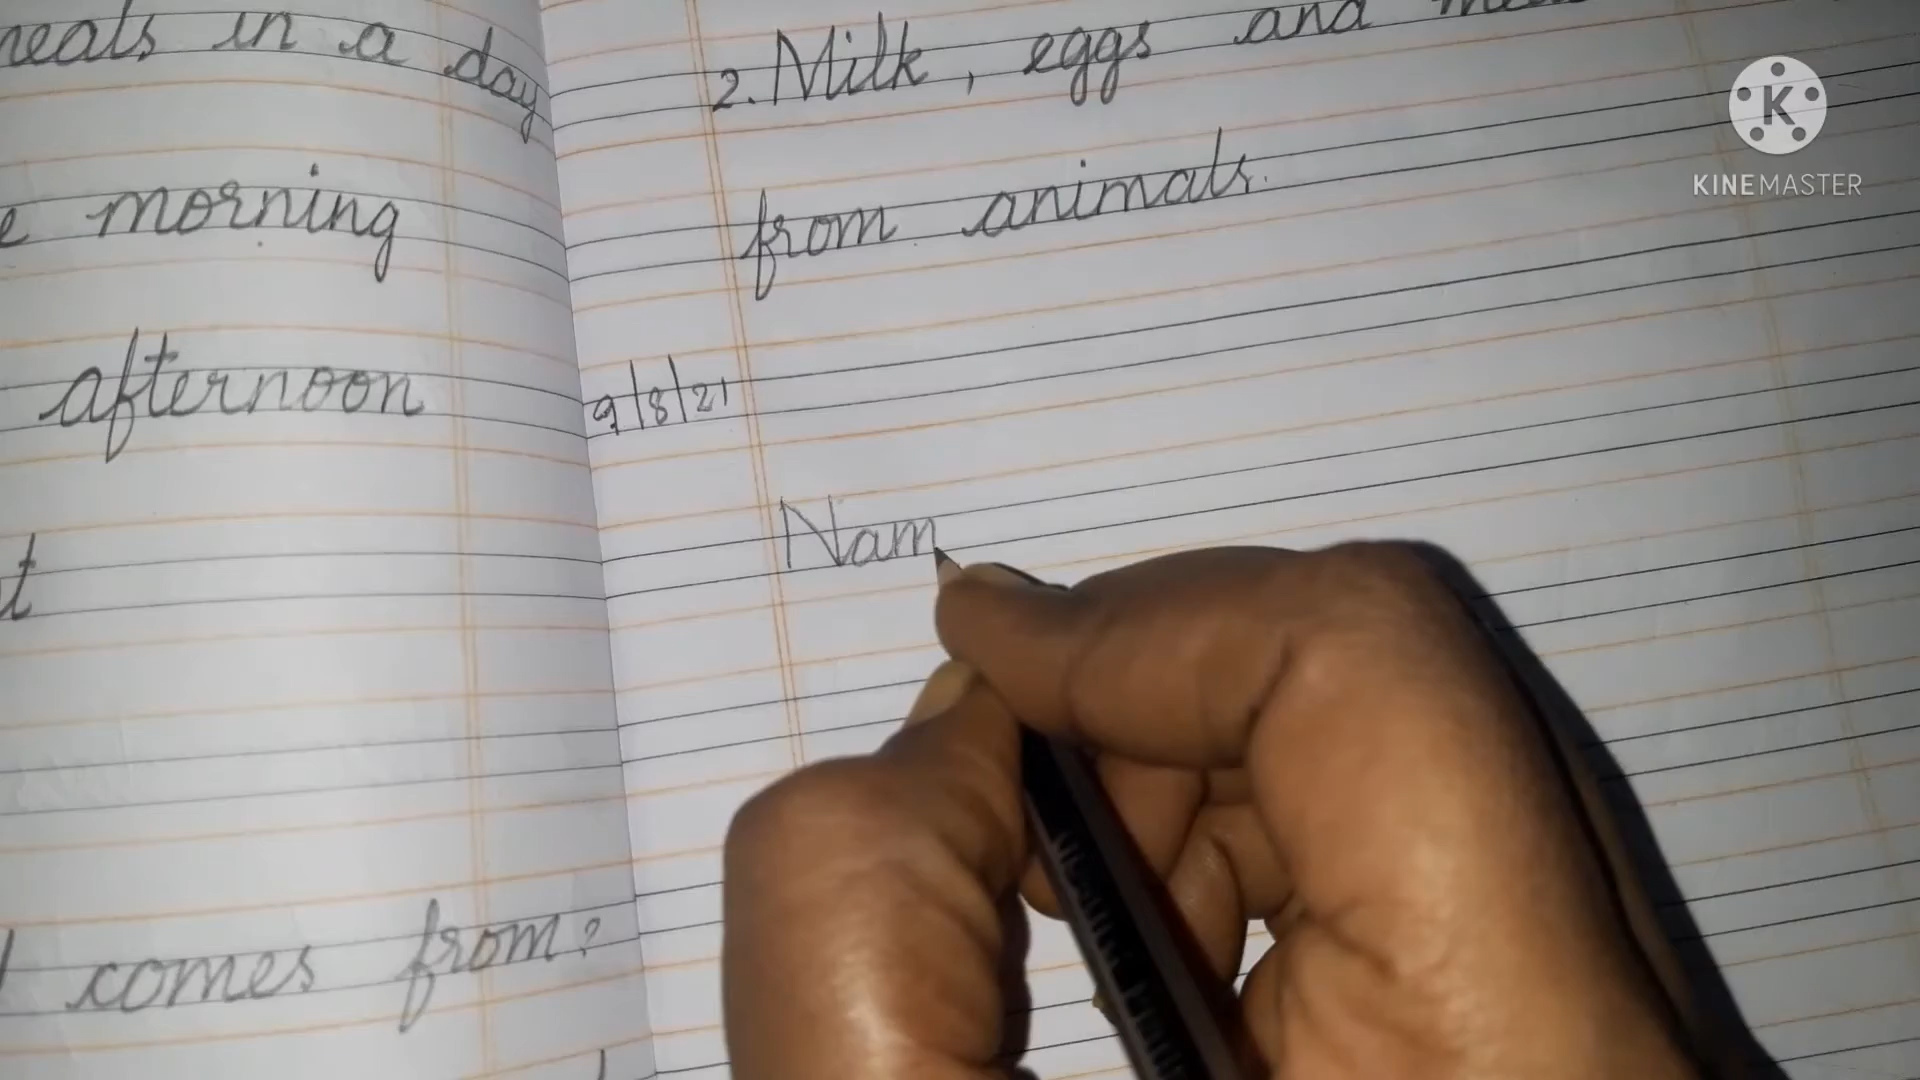 meals in a day
morning
afternoon
comes from?
2. Milk, eggs and
from animals.
9/8/21
Nam
KINEMASTER